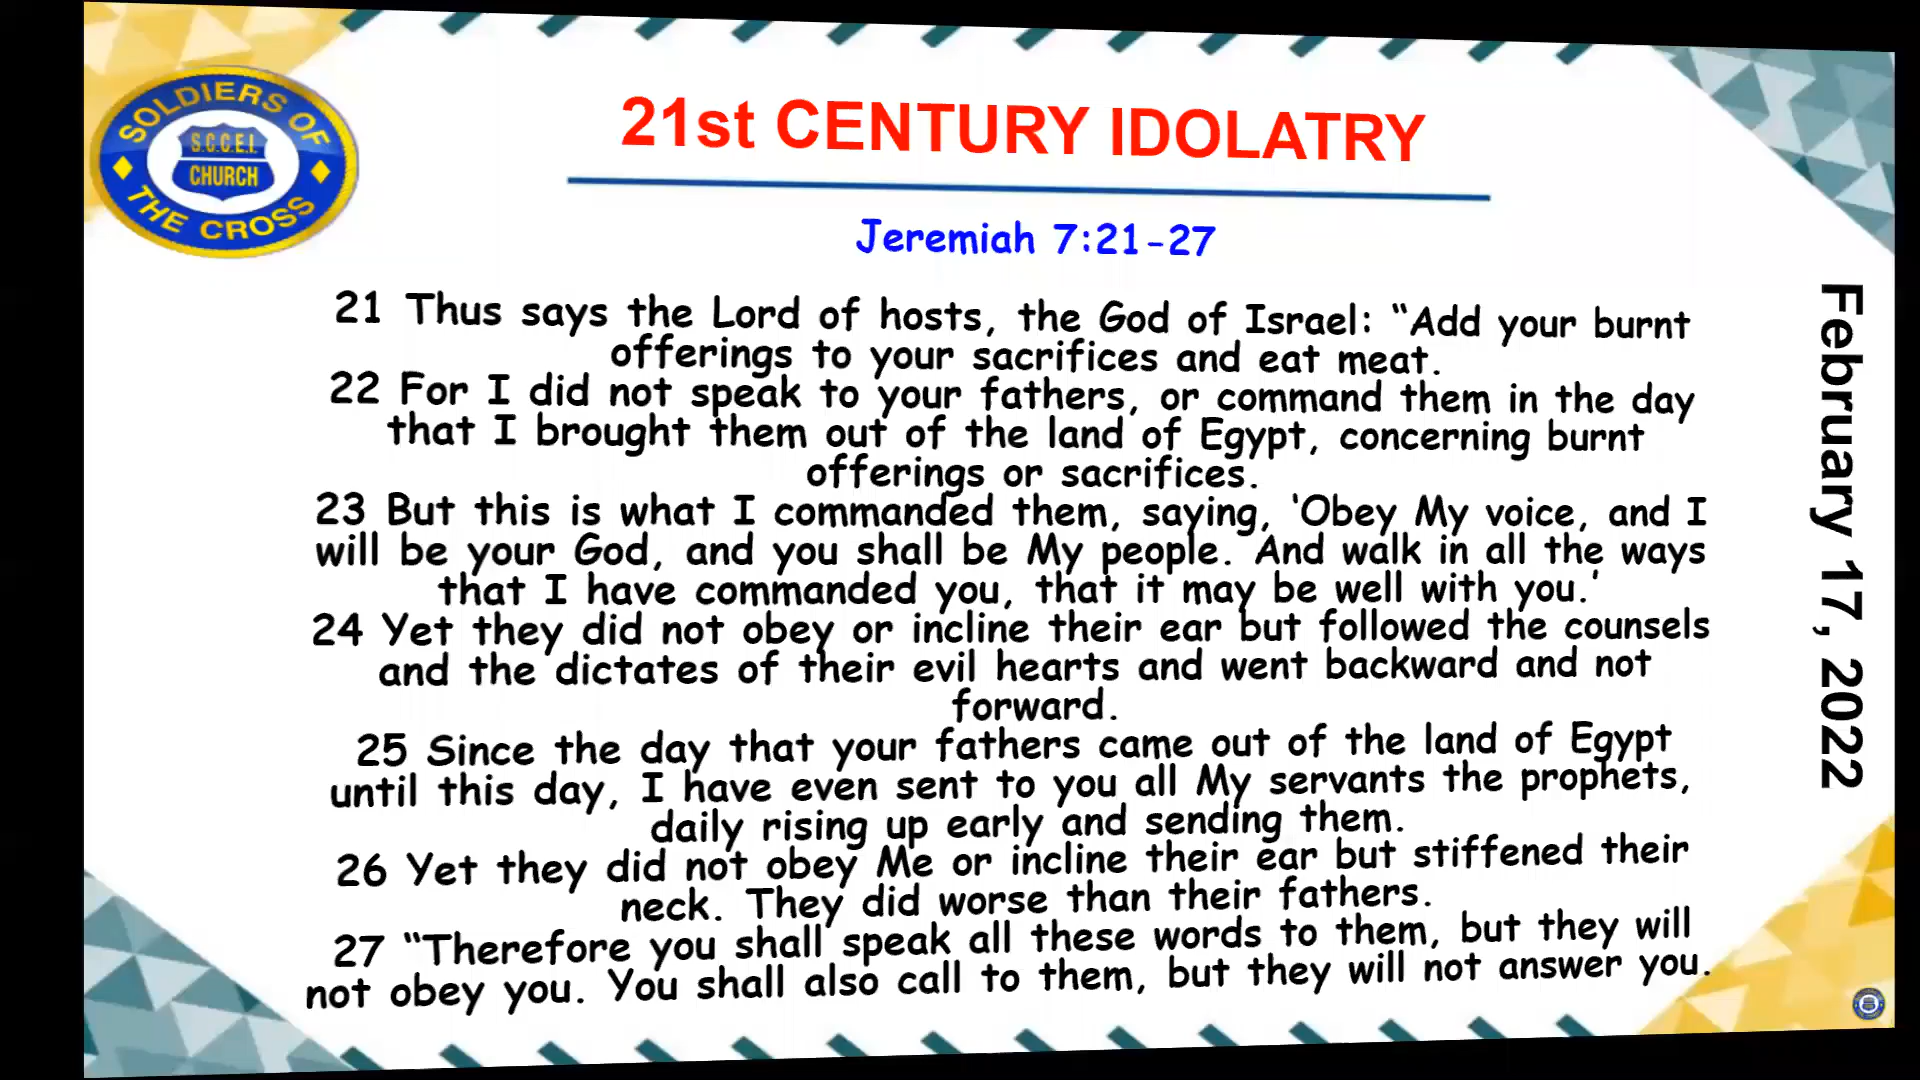 SOLDIERS OF
S.C.C.E.I.
CHURCH
THE CROSS
21st CENTURY IDOLATRY
Jeremiah 7:21-27
21 Thus says the Lord of hosts, the God of Israel: “Add your burnt
offerings to your sacrifices and eat meat.
22 For I did not speak to your fathers, or command them in the day
that I brought them out of the land of Egypt, concerning burnt
offerings or sacrifices.
23 But this is what I commanded them, saying, ‘Obey My voice, and I
will be your God, and you shall be My people. And walk in all the ways
that I have commanded you, that it may be well with you.’
24 Yet they did not obey or incline their ear but followed the counsels
and the dictates of their evil hearts and went backward and not
forward.
25 Since the day that your fathers came out of the land of Egypt
until this day, I have even sent to you all My servants the prophets,
daily rising up early and sending them.
26 Yet they did not obey Me or incline their ear but stiffened their
neck. They did worse than their fathers.
27 “Therefore you shall speak all these words to them, but they will
not obey you. You shall also call to them, but they will not answer you.
February 17, 2022